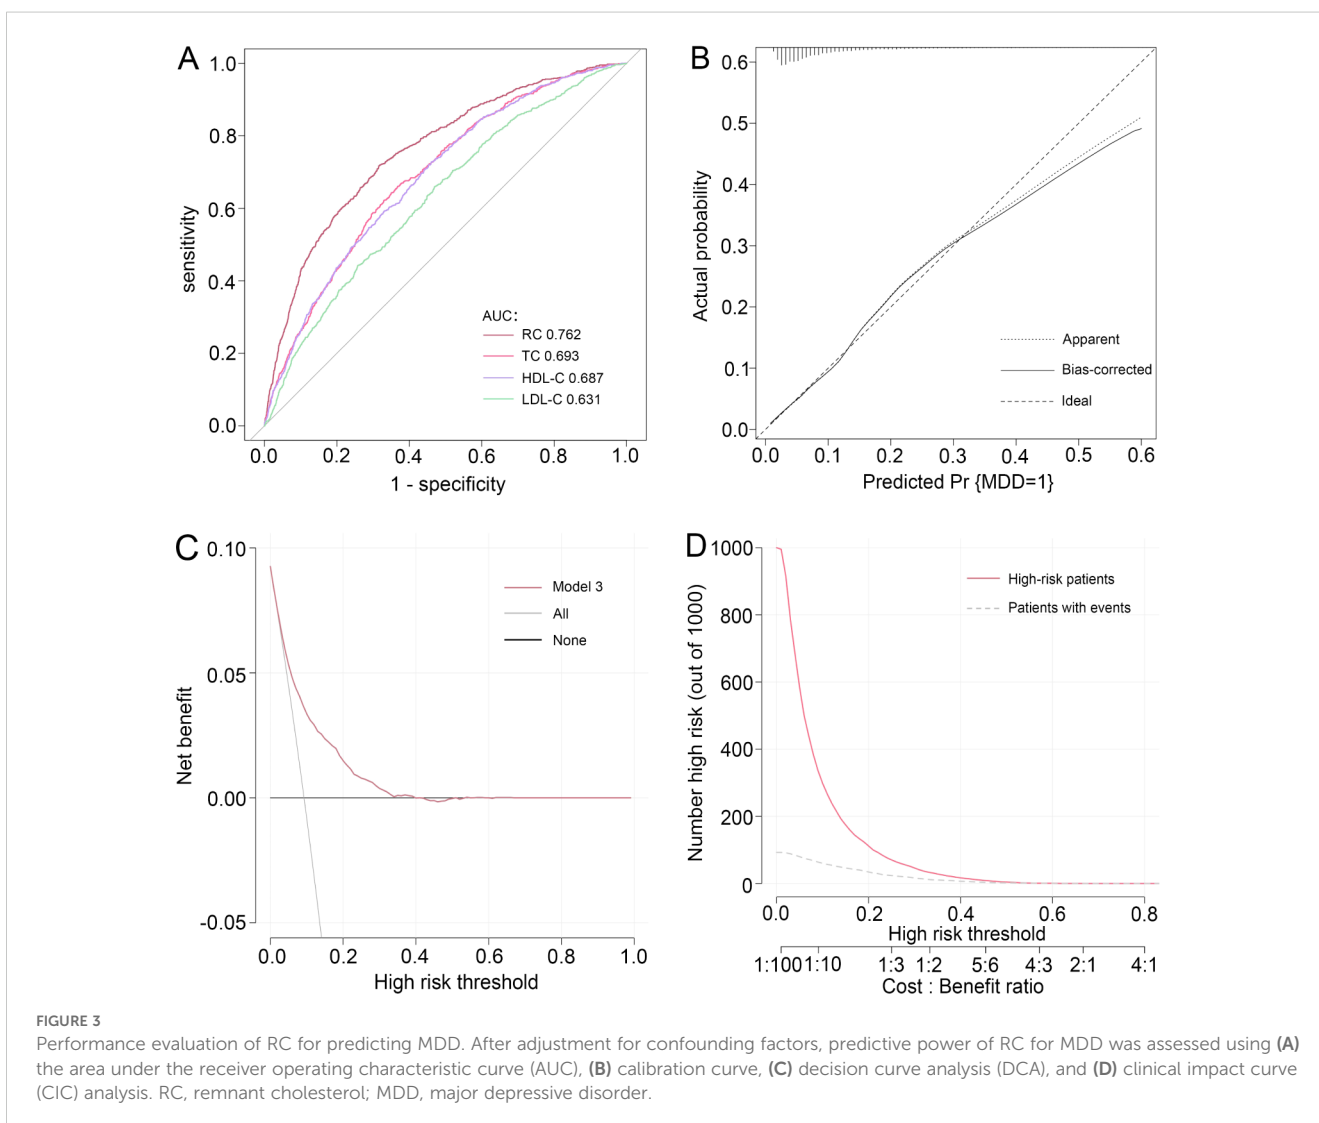 A
1.0
0.8
0.6
0.4
0.2
0.0
sensitivity
AUC:
RC 0.762
TC 0.693
HDL-C 0.687
LDL-C 0.631
0.0 0.2 0.4 0.6 0.8 1.0
1 - specificity
B
0.6
0.5
0.4
0.3
0.2
0.1
0.0
Actual probability
Apparent
Bias-corrected
Ideal
0.0 0.1 0.2 0.3 0.4 0.5 0.6
Predicted Pr {MDD=1}
C
0.10
0.05
0.00
-0.05
Net benefit
Model 3
All
None
0.0 0.2 0.4 0.6 0.8 1.0
High risk threshold
D
1000
800
600
400
200
0
Number high risk (out of 1000)
High-risk patients
Patients with events
0.0 0.2 0.4 0.6 0.8
High risk threshold
1:100 1:10 1:3 1:2 5:6 4:3 2:1 4:1
Cost : Benefit ratio
FIGURE 3
Performance evaluation of RC for predicting MDD. After adjustment for confounding factors, predictive power of RC for MDD was assessed using (A)
the area under the receiver operating characteristic curve (AUC), (B) calibration curve, (C) decision curve analysis (DCA), and (D) clinical impact curve
(CIC) analysis. RC, remnant cholesterol; MDD, major depressive disorder.